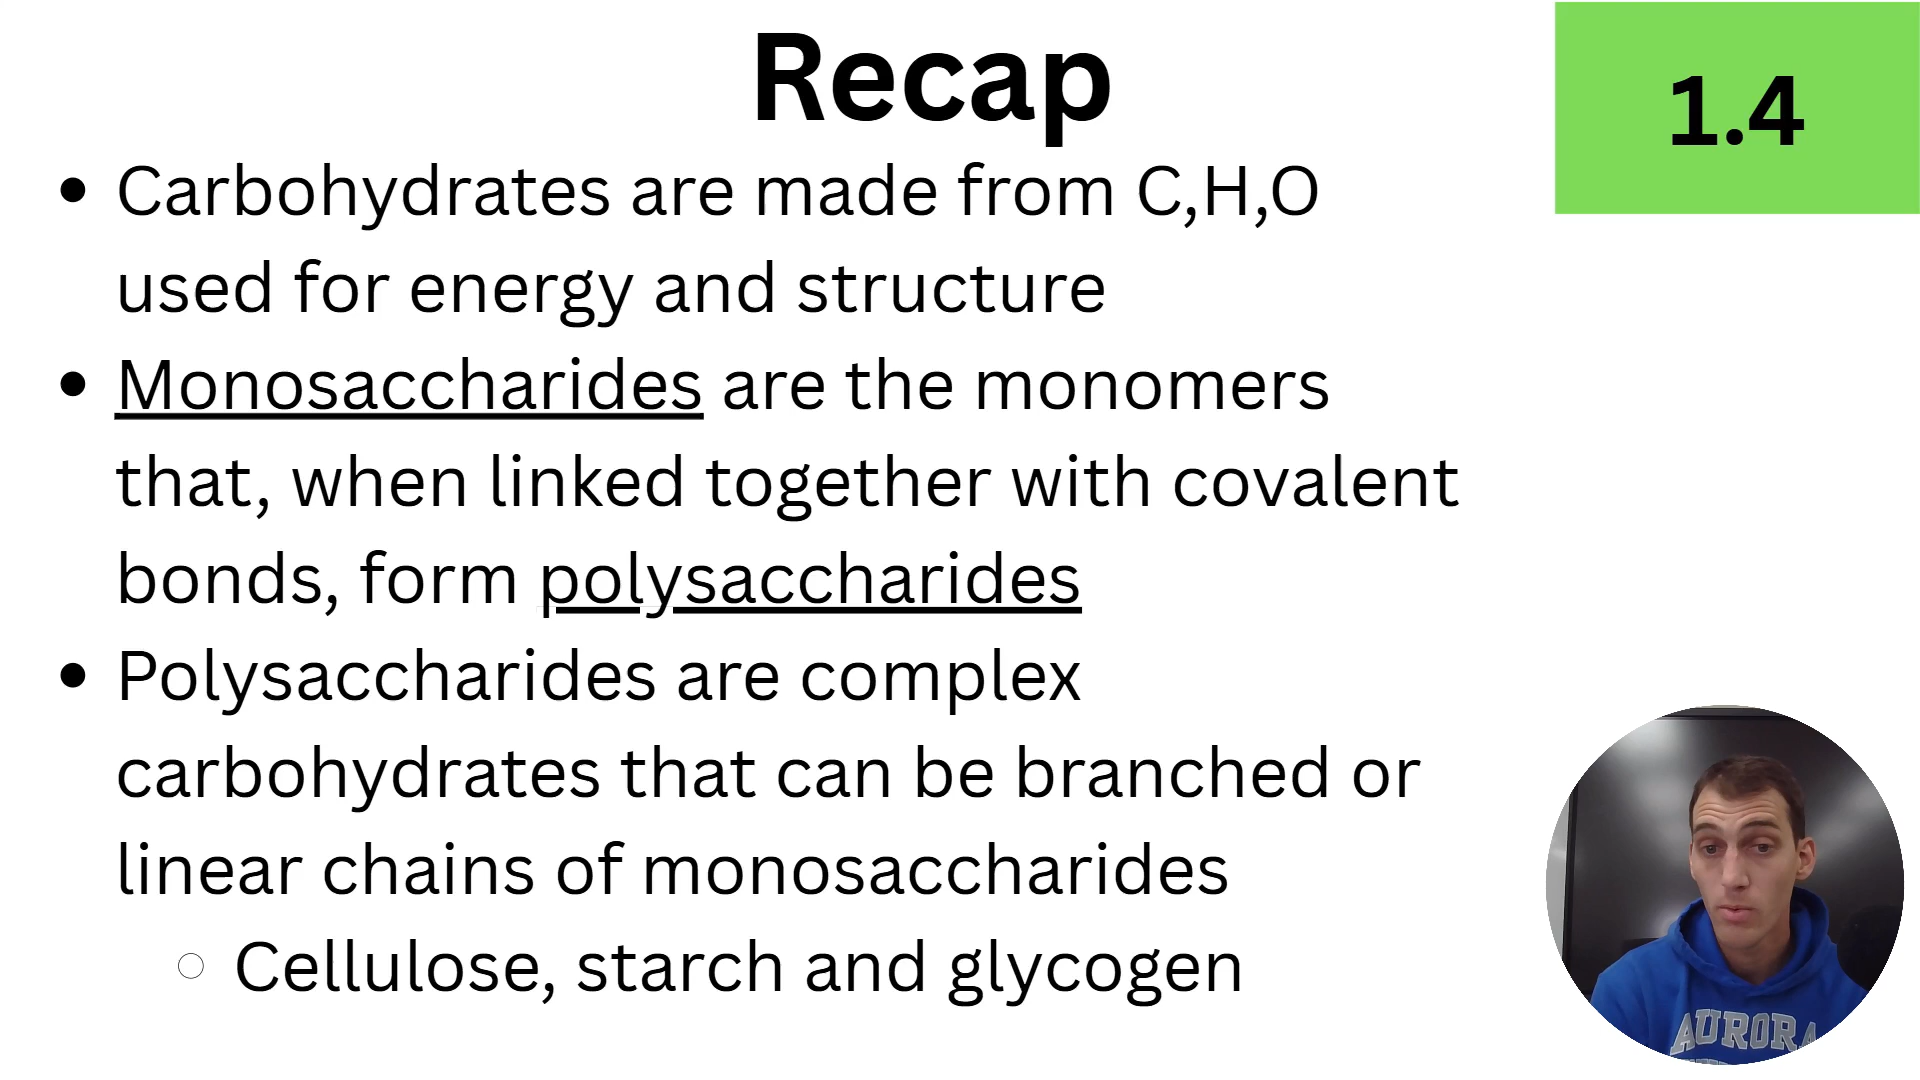 Recap
1.4
• Carbohydrates are made from C,H,O
used for energy and structure
• Monosaccharides are the monomers
that, when linked together with covalent
bonds, form polysaccharides
• Polysaccharides are complex
carbohydrates that can be branched or
linear chains of monosaccharides
○ Cellulose, starch and glycogen
AURORA